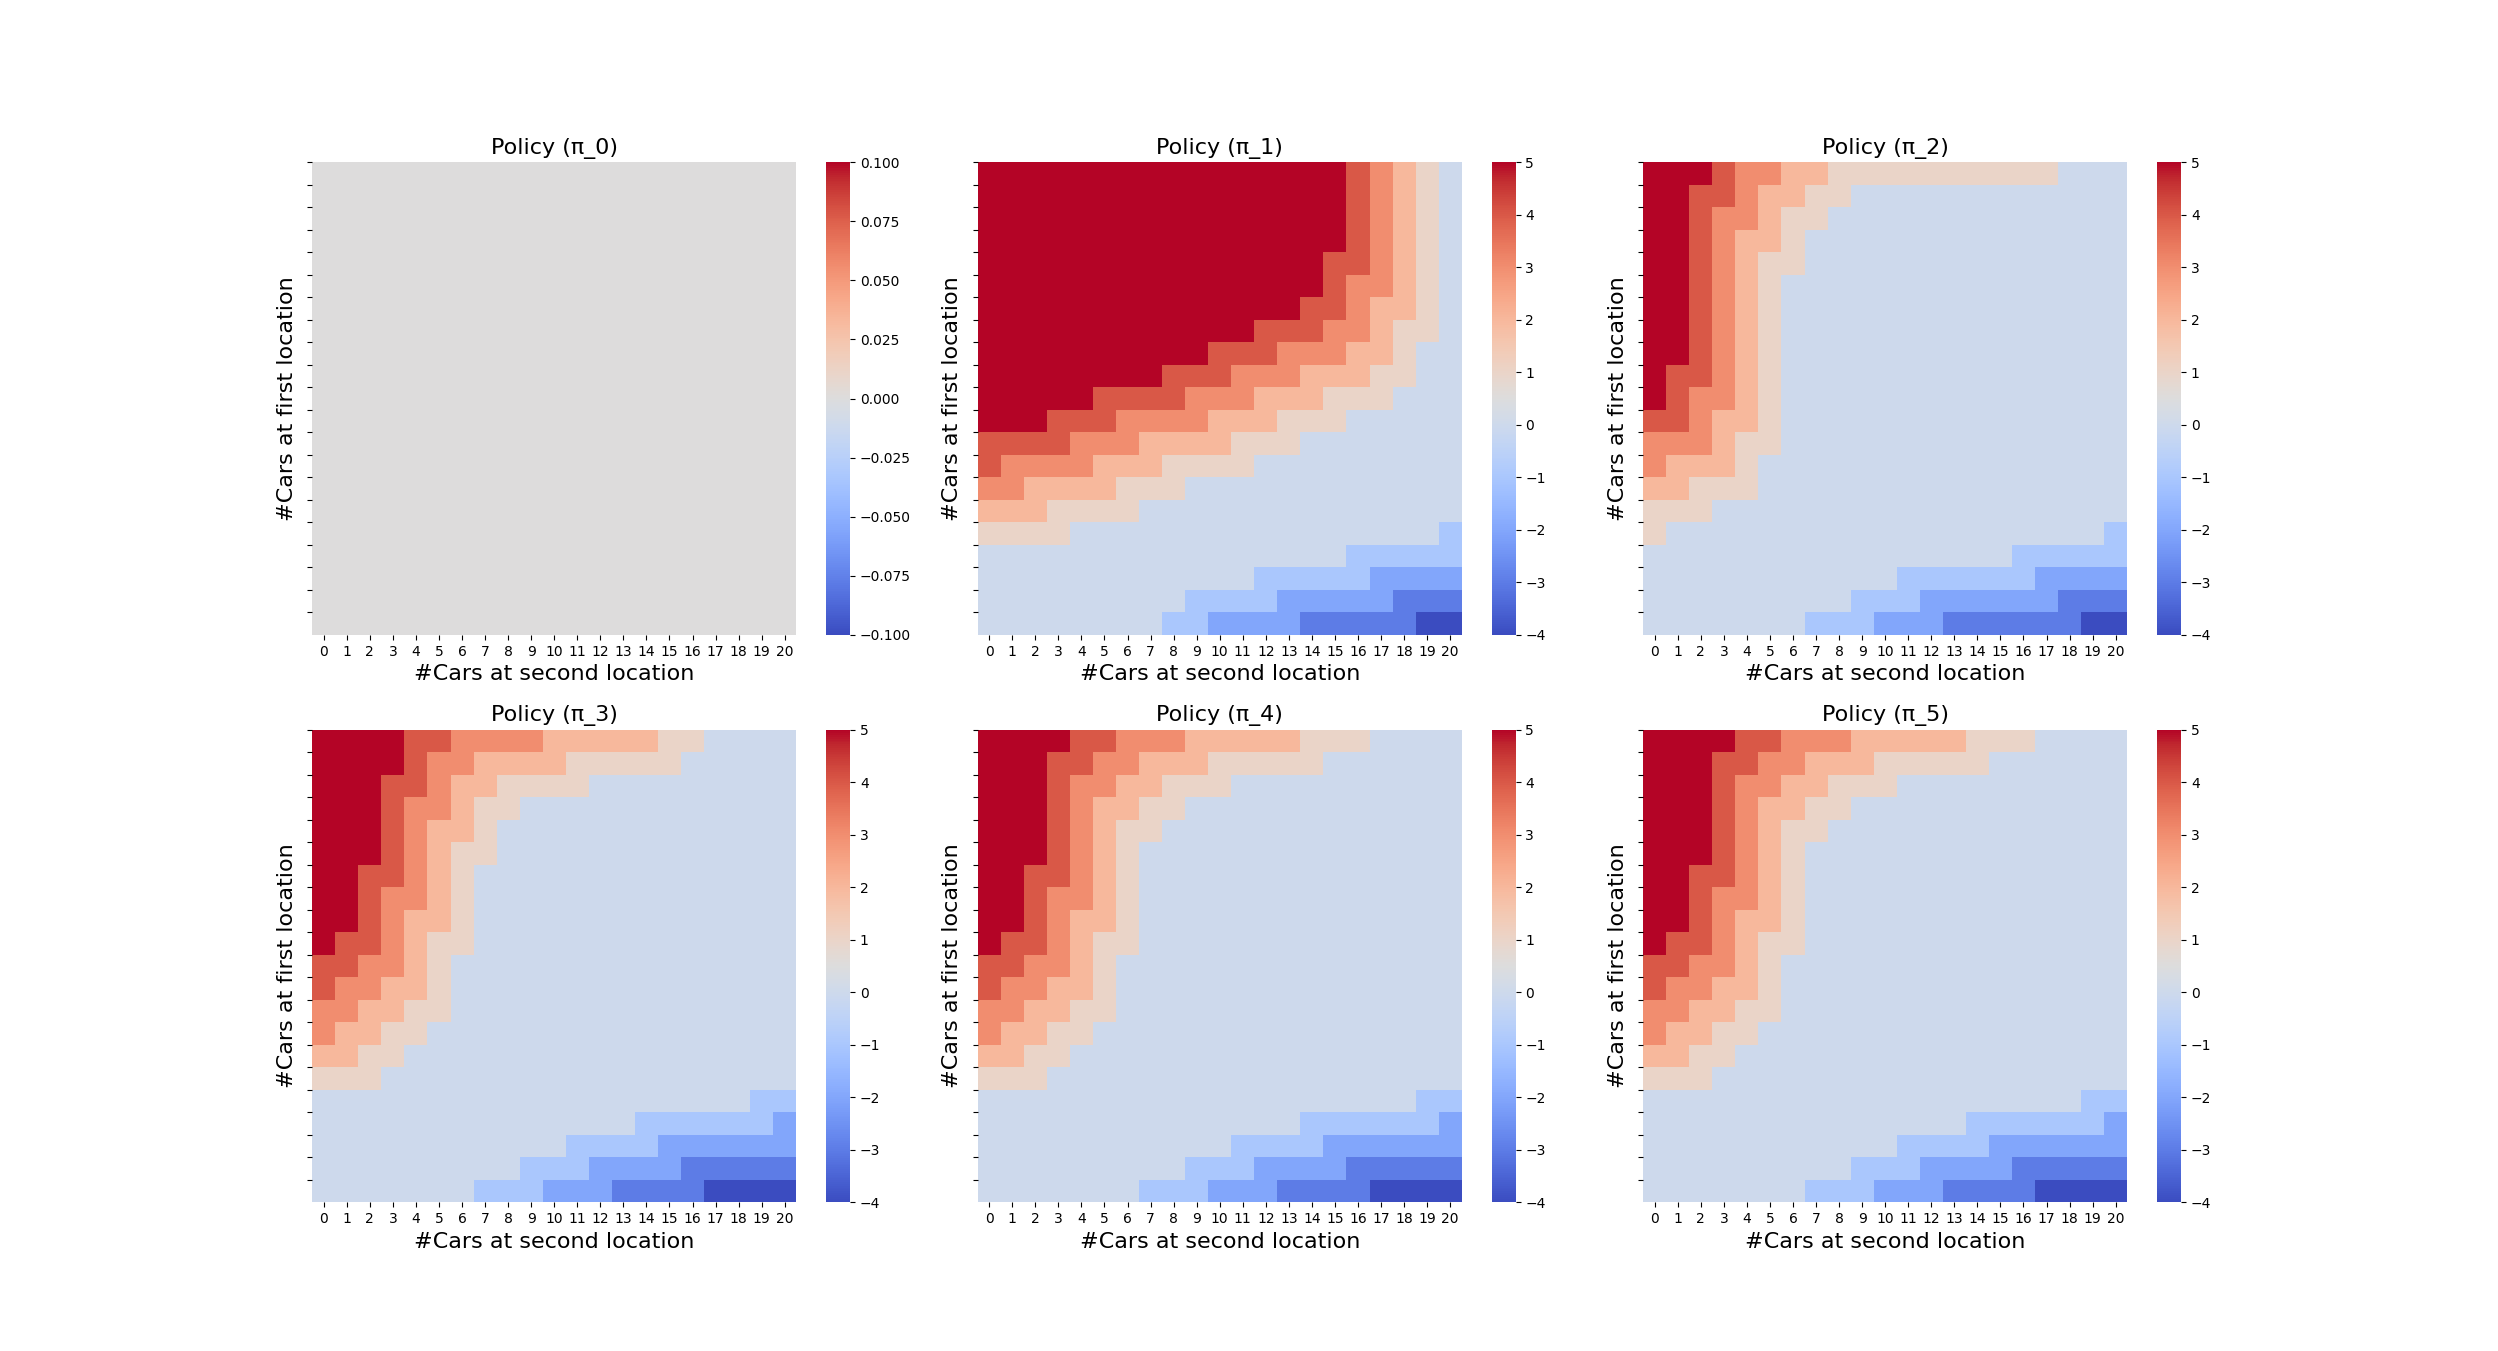 Policy (π_0)
#Cars at first location
0 1 2 3 4 5 6 7 8 9 10 11 12 13 14 15 16 17 18 19 20
#Cars at second location
0.100
0.075
0.050
0.025
0.000
−0.025
−0.050
−0.075
−0.100
Policy (π_1)
#Cars at first location
0 1 2 3 4 5 6 7 8 9 10 11 12 13 14 15 16 17 18 19 20
#Cars at second location
5
4
3
2
1
0
−1
−2
−3
−4
Policy (π_2)
#Cars at first location
0 1 2 3 4 5 6 7 8 9 10 11 12 13 14 15 16 17 18 19 20
#Cars at second location
5
4
3
2
1
0
−1
−2
−3
−4
Policy (π_3)
#Cars at first location
0 1 2 3 4 5 6 7 8 9 10 11 12 13 14 15 16 17 18 19 20
#Cars at second location
5
4
3
2
1
0
−1
−2
−3
−4
Policy (π_4)
#Cars at first location
0 1 2 3 4 5 6 7 8 9 10 11 12 13 14 15 16 17 18 19 20
#Cars at second location
5
4
3
2
1
0
−1
−2
−3
−4
Policy (π_5)
#Cars at first location
0 1 2 3 4 5 6 7 8 9 10 11 12 13 14 15 16 17 18 19 20
#Cars at second location
5
4
3
2
1
0
−1
−2
−3
−4